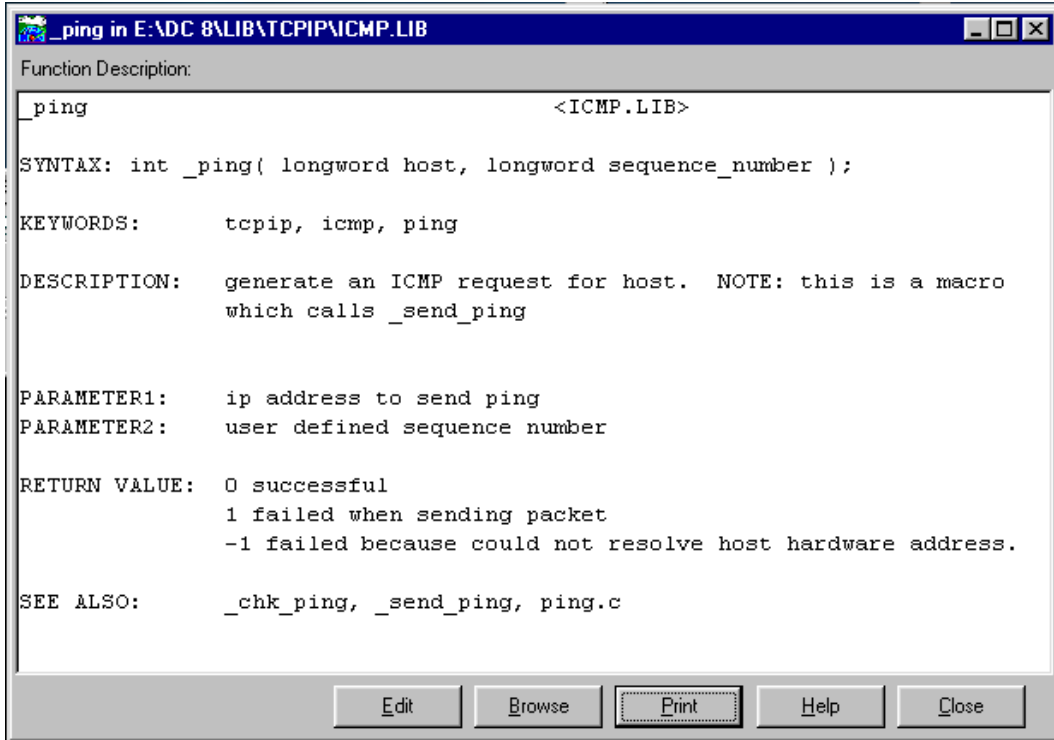 _ping in E:\DC 8\LIB\TCPIP\ICMP.LIB
Function Description:
_ping <ICMP.LIB>
SYNTAX: int _ping( longword host, longword sequence_number );
KEYWORDS: tcpip, icmp, ping
DESCRIPTION: generate an ICMP request for host. NOTE: this is a macro
which calls _send_ping
PARAMETER1: ip address to send ping
PARAMETER2: user defined sequence number
RETURN VALUE: 0 successful
1 failed when sending packet
-1 failed because could not resolve host hardware address.
SEE ALSO: _chk_ping, _send_ping, ping.c
Edit Browse Print Help Close